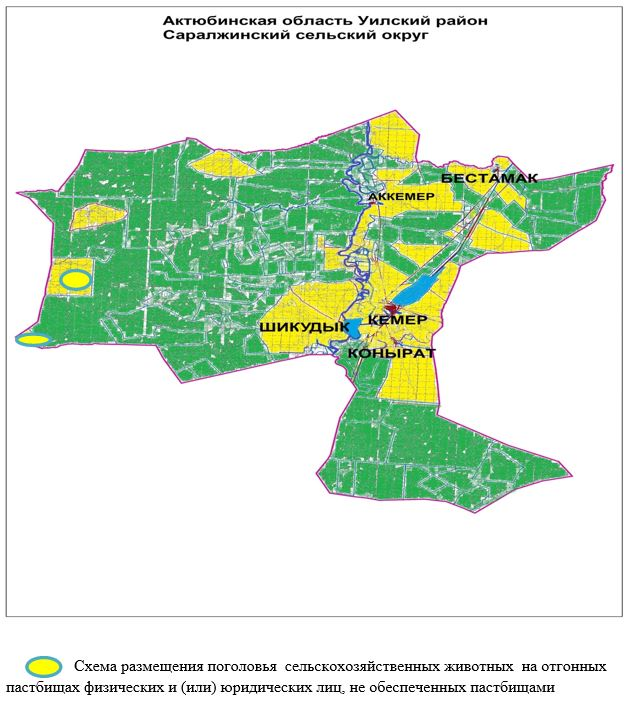 Актюбинская область Уилский район
Саралжинский сельский округ
БЕСТАМАК
АККЕМЕР
ШИКУДЫК
КЕМЕР
КОНЫРАТ
Схема размещения поголовья сельскохозяйственных животных на отгонных
пастбищах физических и (или) юридических лиц, не обеспеченных пастбищами